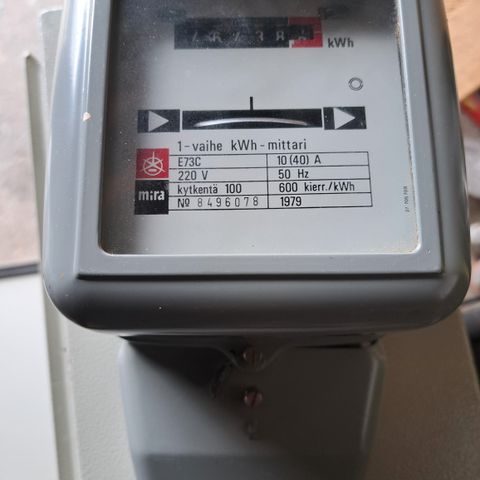 kWh
1-vaihe kWh-mittari
E73C 10 (40) A
220 V 50 Hz
mira kytkentä 100 600 kierr./kWh
№ 8496078 1979